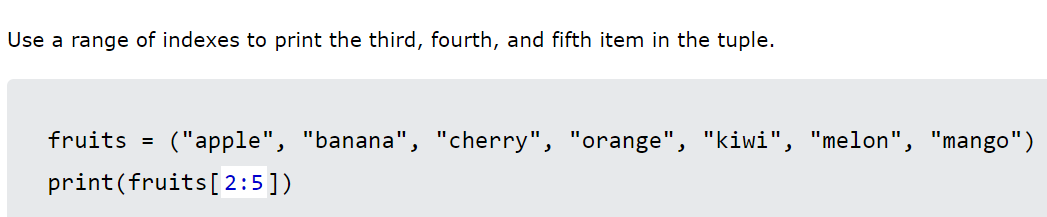 Use a range of indexes to print the third, fourth, and fifth item in the tuple.
fruits = ("apple", "banana", "cherry", "orange", "kiwi", "melon", "mango")
print(fruits[2:5])